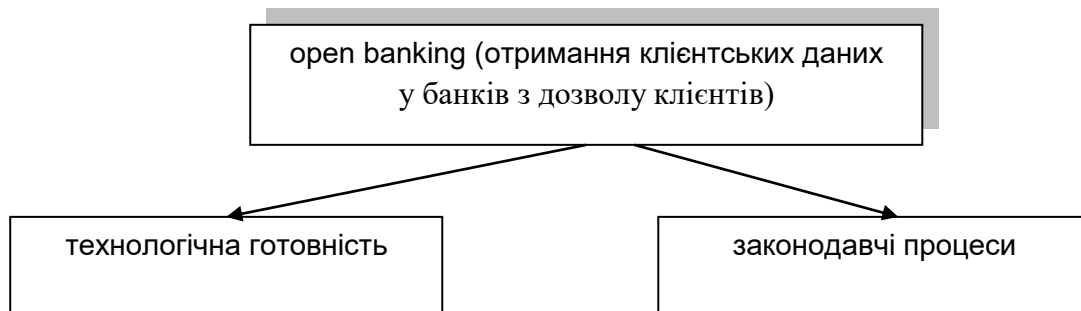 open banking (отримання клієнтських даних
у банків з дозволу клієнтів)
технологічна готовність
законодавчі процеси